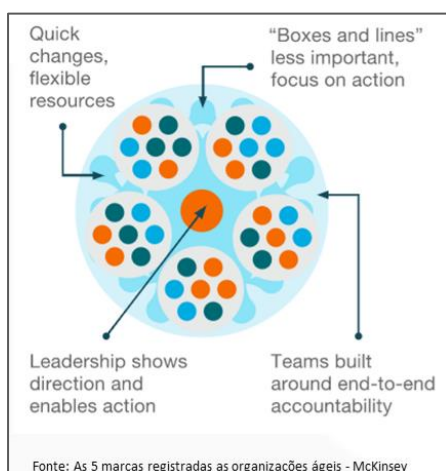 Quick
changes,
flexible
resources
“Boxes and lines”
less important,
focus on action
Leadership shows
direction and
enables action
Teams built
around end-to-end
accountability
Fonte: As 5 marcas registradas as organizações ágeis - McKinsey